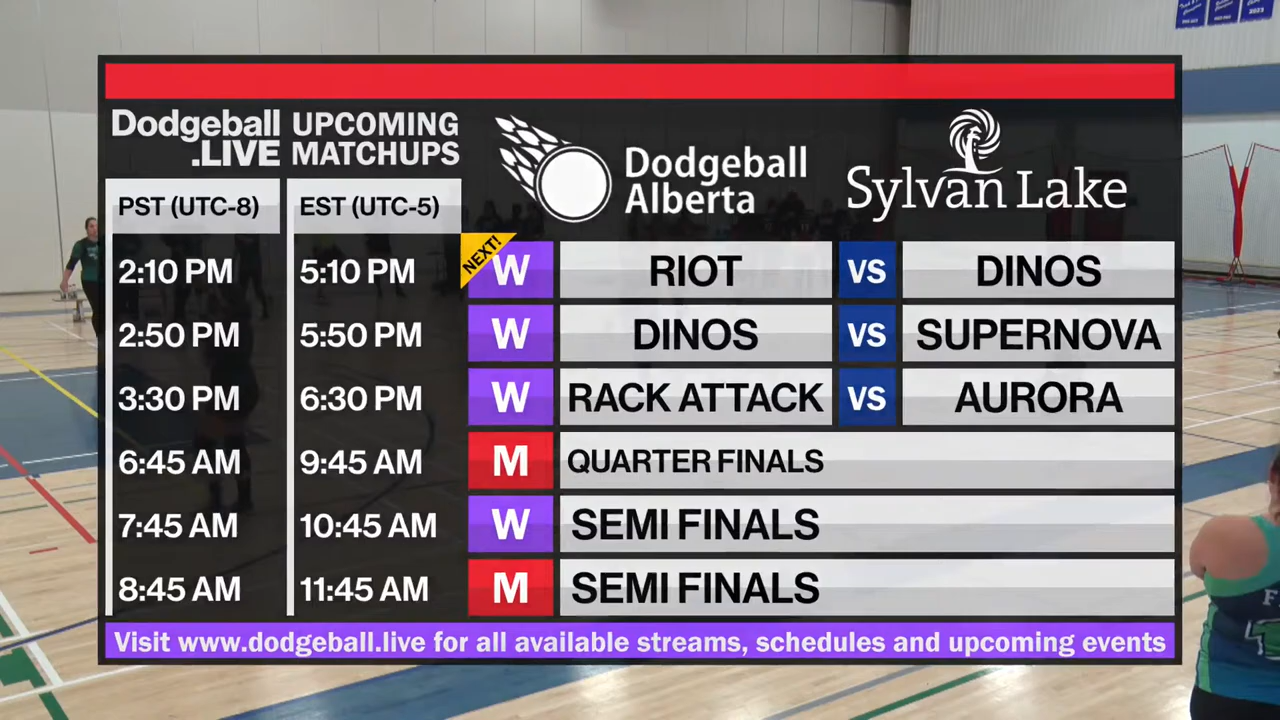 Dodgeball
.LIVE
UPCOMING
MATCHUPS
Dodgeball
Alberta
Sylvan Lake
PST (UTC-8) EST (UTC-5)
NEXT!
2:10 PM 5:10 PM W RIOT VS DINOS
2:50 PM 5:50 PM W DINOS VS SUPERNOVA
3:30 PM 6:30 PM W RACK ATTACK VS AURORA
6:45 AM 9:45 AM M QUARTER FINALS
7:45 AM 10:45 AM W SEMI FINALS
8:45 AM 11:45 AM M SEMI FINALS
Visit www.dodgeball.live for all available streams, schedules and upcoming events